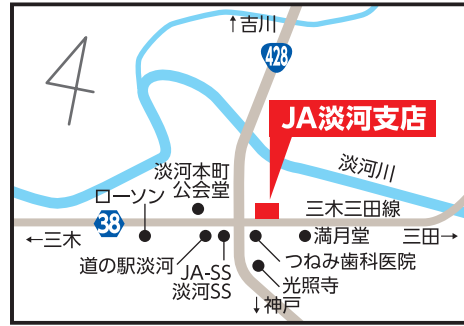 ↑吉川
428
JA淡河支店
淡河川
淡河本町
公会堂
ローソン
三木三田線
38
←三木
満月堂
三田→
道の駅淡河
JA-SS
淡河SS
つねみ歯科医院
光照寺
↓神戸